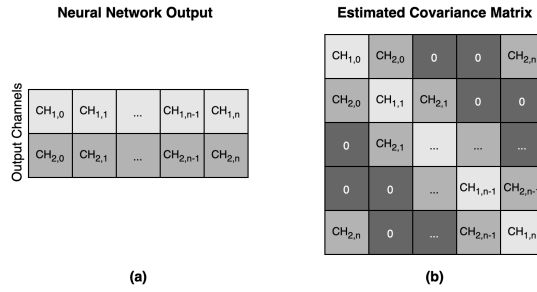 Neural Network Output
Output Channels
CH1,0 CH1,1 ... CH1,n-1 CH1,n
CH2,0 CH2,1 ... CH2,n-1 CH2,n
(a)
Estimated Covariance Matrix
CH1,0 CH2,0 0 0 CH2,n
CH2,0 CH1,1 CH2,1 0 0
0 CH2,1 ... ... ...
0 0 ... CH1,n-1 CH2,n-1
CH2,n 0 ... CH2,n-1 CH1,n
(b)